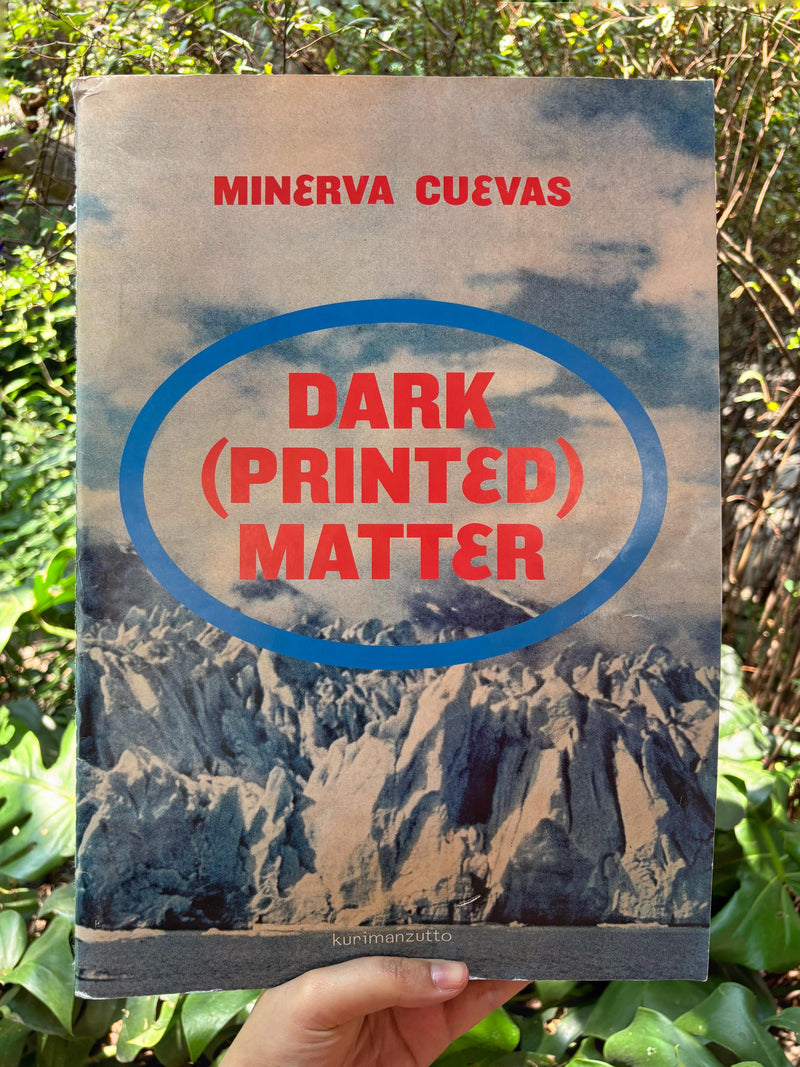 MINƐRVA CUƐVAS
DARK
(PRINTƐD)
MATTƐR
kurimanzutto